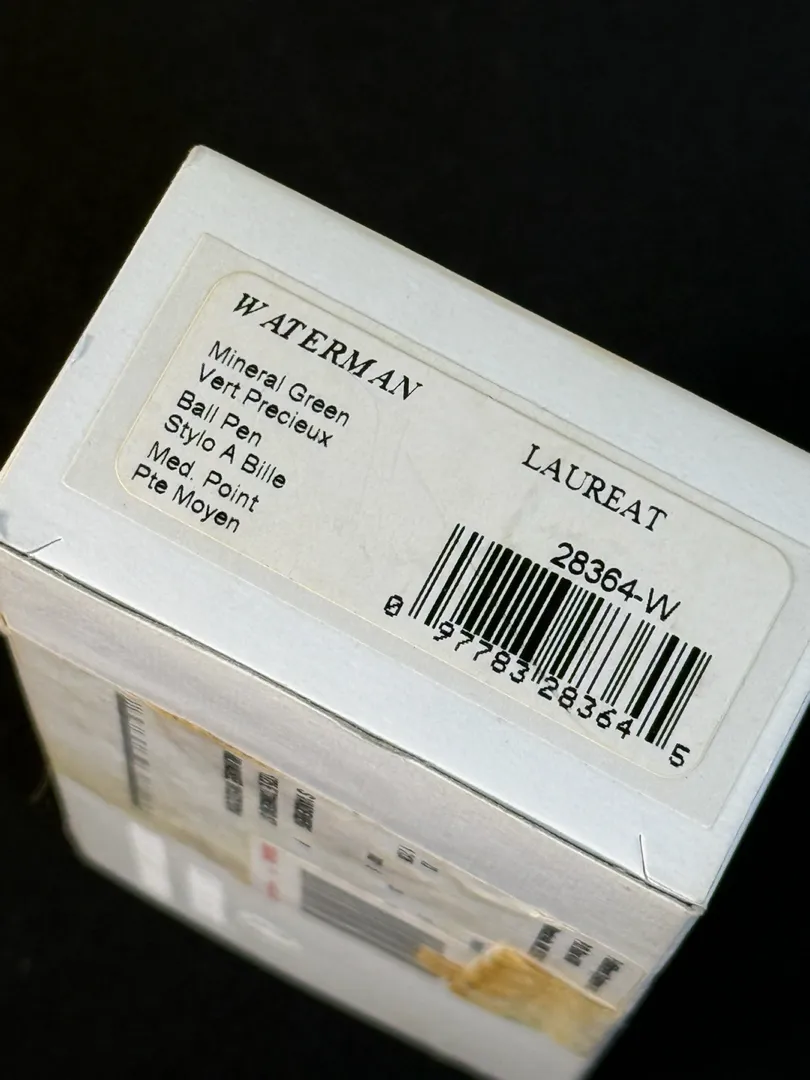 WATERMAN
Mineral Green
Vert Precieux
Ball Pen
Stylo A Bille
Med. Point
Pte Moyen
LAUREAT
28364-W
0 97783 28364 5